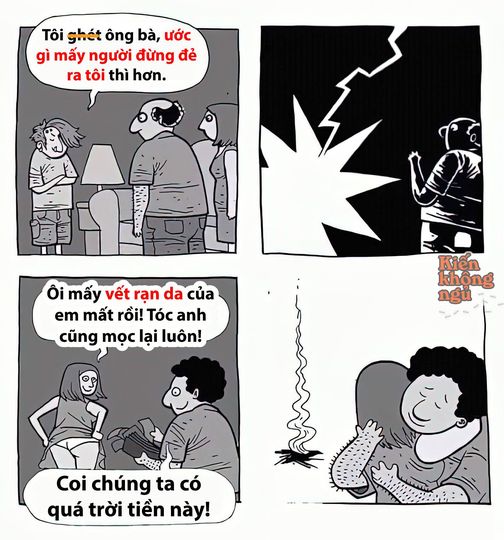 Tôi ghét ông bà, ước
gì mấy người đừng đẻ
ra tôi thì hơn.
Kiến
không
ngủ
Ôi mấy vết rạn da của
em mất rồi! Tóc anh
cũng mọc lại luôn!
Coi chúng ta có
quá trời tiền này!